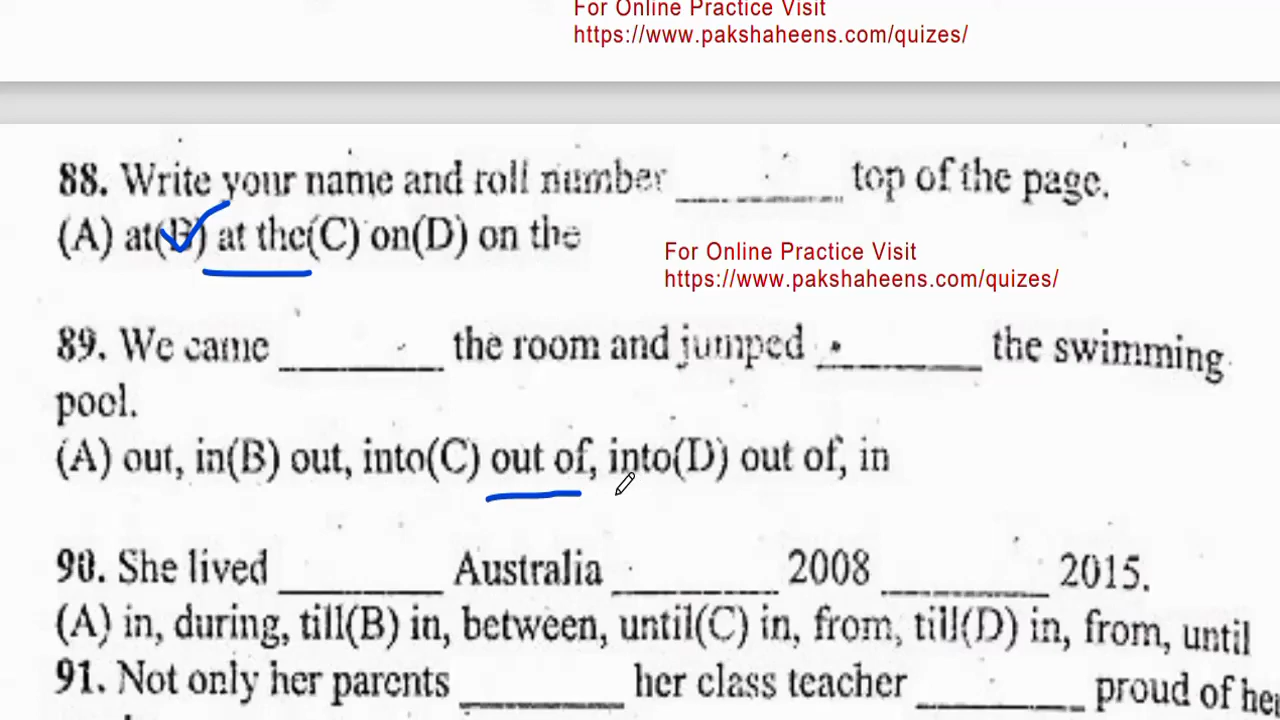 For Online Practice Visit
https://www.pakshaheens.com/quizes/
88. Write your name and roll number ________ top of the page.
(A) at(B) at the(C) on(D) on the
For Online Practice Visit
https://www.pakshaheens.com/quizes/
89. We came ________ the room and jumped ________ the swimming
pool.
(A) out, in(B) out, into(C) out of, into(D) out of, in
90. She lived ________ Australia ________ 2008 ________ 2015.
(A) in, during, till(B) in, between, until(C) in, from, till(D) in, from, until
91. Not only her parents ________ her class teacher ________ proud of her